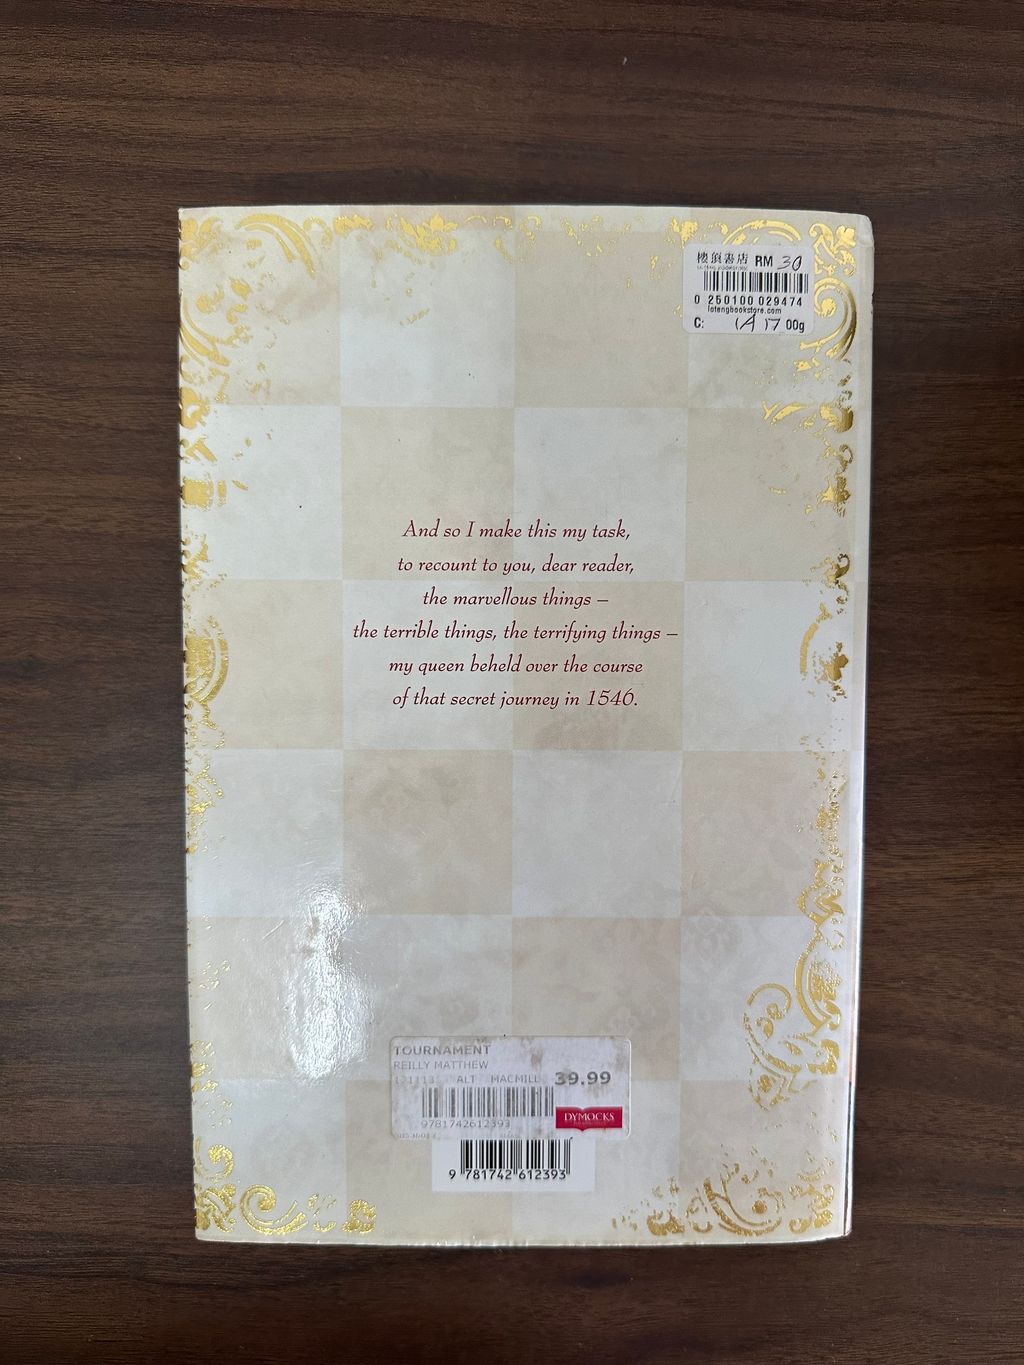 樓頂書店 RM 30
0 250100 029474
lotengbookstore.com
C: (A) 17 00g
And so I make this my task,
to recount to you, dear reader,
the marvellous things –
the terrible things, the terrifying things –
my queen beheld over the course
of that secret journey in 1546.
TOURNAMENT
REILLY MATTHEW
ALT MACMILL 39.99
9781742612393
DYMOCKS
9 781742 612393